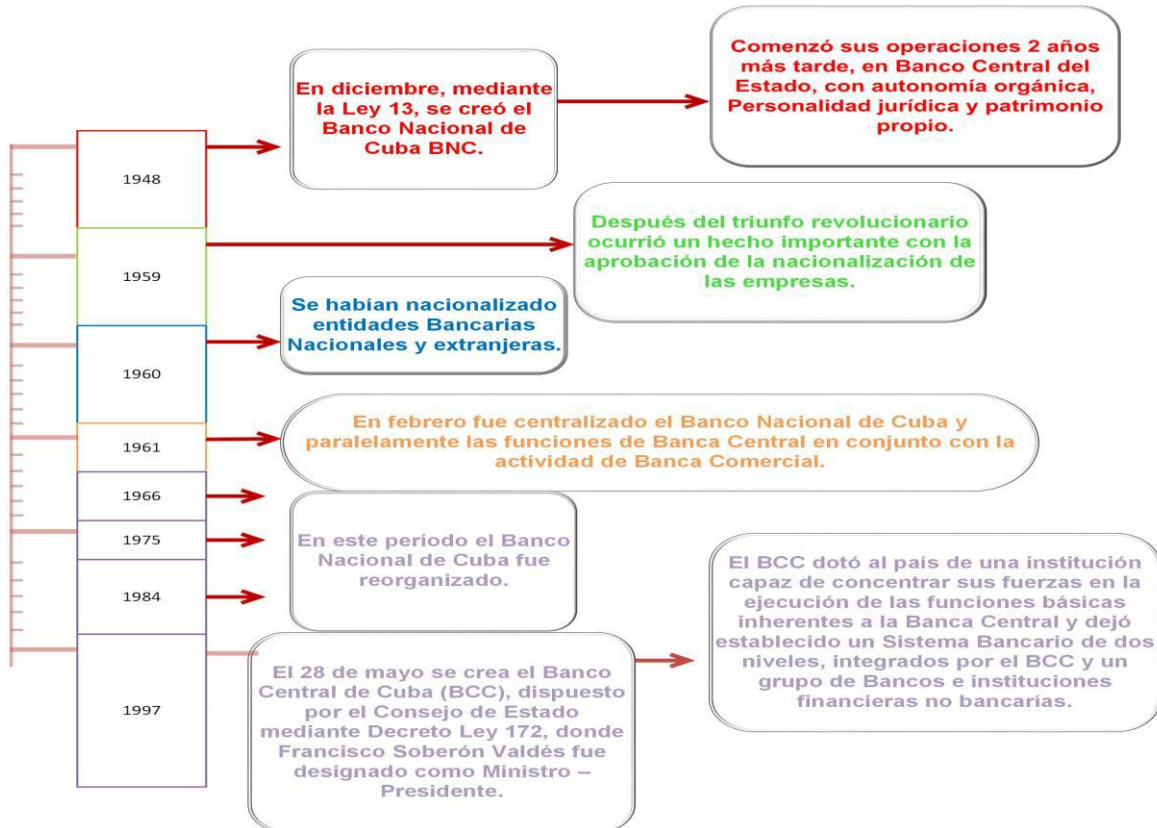 1948
En diciembre, mediante
la Ley 13, se creó el
Banco Nacional de
Cuba BNC.
Comenzó sus operaciones 2 años
más tarde, en Banco Central del
Estado, con autonomía orgánica,
Personalidad jurídica y patrimonio
propio.
1959
Después del triunfo revolucionario
ocurrió un hecho importante con la
aprobación de la nacionalización de
las empresas.
1960
Se habían nacionalizado
entidades Bancarias
Nacionales y extranjeras.
1961
En febrero fue centralizado el Banco Nacional de Cuba y
paralelamente las funciones de Banca Central en conjunto con la
actividad de Banca Comercial.
1966
1975
1984
En este período el Banco
Nacional de Cuba fue
reorganizado.
1997
El 28 de mayo se crea el Banco
Central de Cuba (BCC), dispuesto
por el Consejo de Estado
mediante Decreto Ley 172, donde
Francisco Soberón Valdés fue
designado como Ministro –
Presidente.
El BCC dotó al país de una institución
capaz de concentrar sus fuerzas en la
ejecución de las funciones básicas
inherentes a la Banca Central y dejó
establecido un Sistema Bancario de dos
niveles, integrados por el BCC y un
grupo de Bancos e instituciones
financieras no bancarías.